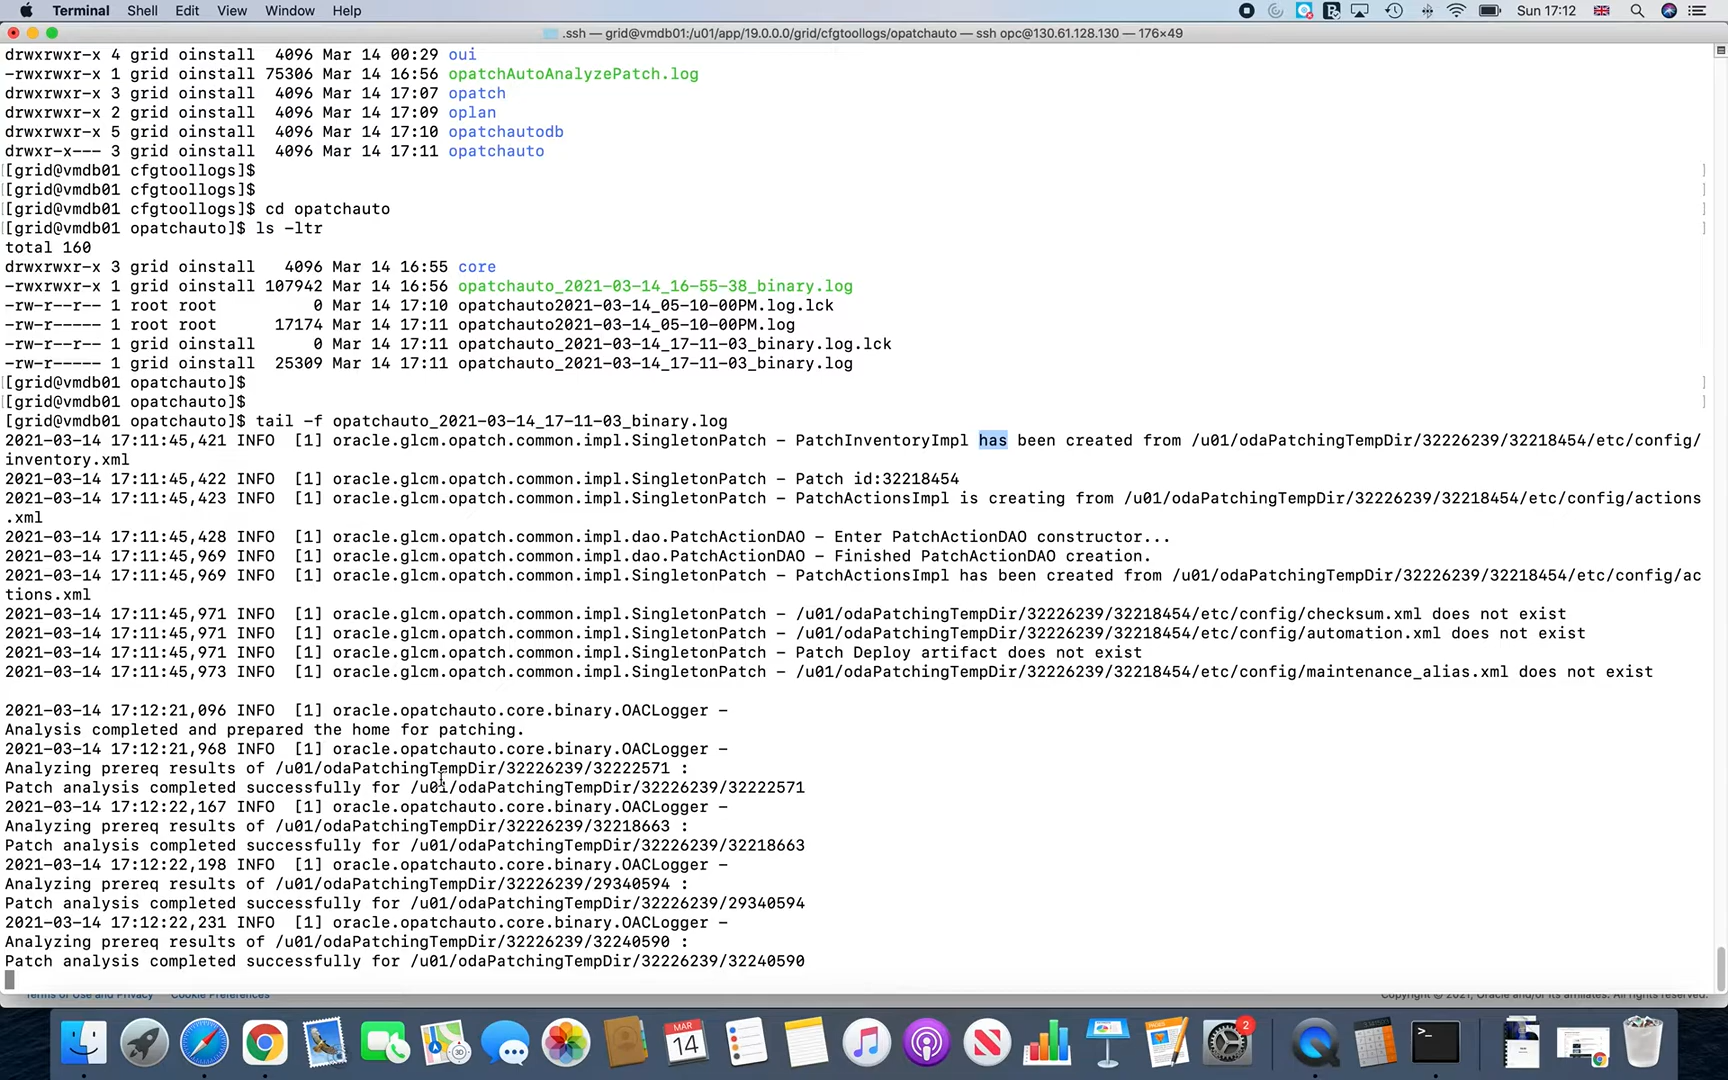 Terminal Shell Edit View Window Help Sun 17:12
.ssh — grid@vmdb01:/u01/app/19.0.0.0/grid/cfgtoollogs/opatchauto — ssh opc@130.61.128.130 — 176×49
drwxrwxr-x 4 grid oinstall 4096 Mar 14 00:29 oui
-rwxrwxr-x 1 grid oinstall 75306 Mar 14 16:56 opatchAutoAnalyzePatch.log
drwxrwxr-x 3 grid oinstall 4096 Mar 14 17:07 opatch
drwxrwxr-x 2 grid oinstall 4096 Mar 14 17:09 oplan
drwxrwxr-x 5 grid oinstall 4096 Mar 14 17:10 opatchautodb
drwxr-x--- 3 grid oinstall 4096 Mar 14 17:11 opatchauto
[[grid@vmdb01 cfgtoollogs]$ ]
[[grid@vmdb01 cfgtoollogs]$ ]
[[grid@vmdb01 cfgtoollogs]$ cd opatchauto ]
[[grid@vmdb01 opatchauto]$ ls -ltr ]
total 160
drwxrwxr-x 3 grid oinstall 4096 Mar 14 16:55 core
-rwxrwxr-x 1 grid oinstall 107942 Mar 14 16:56 opatchauto_2021-03-14_16-55-38_binary.log
-rw-r--r-- 1 root root 0 Mar 14 17:10 opatchauto2021-03-14_05-10-00PM.log.lck
-rw-r----- 1 root root 17174 Mar 14 17:11 opatchauto2021-03-14_05-10-00PM.log
-rw-r--r-- 1 grid oinstall 0 Mar 14 17:11 opatchauto_2021-03-14_17-11-03_binary.log.lck
-rw-r----- 1 grid oinstall 25309 Mar 14 17:11 opatchauto_2021-03-14_17-11-03_binary.log
[[grid@vmdb01 opatchauto]$ ]
[[grid@vmdb01 opatchauto]$ ]
[[grid@vmdb01 opatchauto]$ tail -f opatchauto_2021-03-14_17-11-03_binary.log
2021-03-14 17:11:45,421 INFO [1] oracle.glcm.opatch.common.impl.SingletonPatch - PatchInventoryImpl has been created from /u01/odaPatchingTempDir/32226239/32218454/etc/config/
inventory.xml
2021-03-14 17:11:45,422 INFO [1] oracle.glcm.opatch.common.impl.SingletonPatch - Patch id:32218454
2021-03-14 17:11:45,423 INFO [1] oracle.glcm.opatch.common.impl.SingletonPatch - PatchActionsImpl is creating from /u01/odaPatchingTempDir/32226239/32218454/etc/config/actions
.xml
2021-03-14 17:11:45,428 INFO [1] oracle.glcm.opatch.common.impl.dao.PatchActionDAO - Enter PatchActionDAO constructor...
2021-03-14 17:11:45,969 INFO [1] oracle.glcm.opatch.common.impl.dao.PatchActionDAO - Finished PatchActionDAO creation.
2021-03-14 17:11:45,969 INFO [1] oracle.glcm.opatch.common.impl.SingletonPatch - PatchActionsImpl has been created from /u01/odaPatchingTempDir/32226239/32218454/etc/config/ac
tions.xml
2021-03-14 17:11:45,971 INFO [1] oracle.glcm.opatch.common.impl.SingletonPatch - /u01/odaPatchingTempDir/32226239/32218454/etc/config/checksum.xml does not exist
2021-03-14 17:11:45,971 INFO [1] oracle.glcm.opatch.common.impl.SingletonPatch - /u01/odaPatchingTempDir/32226239/32218454/etc/config/automation.xml does not exist
2021-03-14 17:11:45,971 INFO [1] oracle.glcm.opatch.common.impl.SingletonPatch - Patch Deploy artifact does not exist
2021-03-14 17:11:45,973 INFO [1] oracle.glcm.opatch.common.impl.SingletonPatch - /u01/odaPatchingTempDir/32226239/32218454/etc/config/maintenance_alias.xml does not exist
2021-03-14 17:12:21,096 INFO [1] oracle.opatchauto.core.binary.OACLogger -
Analysis completed and prepared the home for patching.
2021-03-14 17:12:21,968 INFO [1] oracle.opatchauto.core.binary.OACLogger -
Analyzing prereq results of /u01/odaPatchingTempDir/32226239/32222571 :
Patch analysis completed successfully for /u01/odaPatchingTempDir/32226239/32222571
2021-03-14 17:12:22,167 INFO [1] oracle.opatchauto.core.binary.OACLogger -
Analyzing prereq results of /u01/odaPatchingTempDir/32226239/32218663 :
Patch analysis completed successfully for /u01/odaPatchingTempDir/32226239/32218663
2021-03-14 17:12:22,198 INFO [1] oracle.opatchauto.core.binary.OACLogger -
Analyzing prereq results of /u01/odaPatchingTempDir/32226239/29340594 :
Patch analysis completed successfully for /u01/odaPatchingTempDir/32226239/29340594
2021-03-14 17:12:22,231 INFO [1] oracle.opatchauto.core.binary.OACLogger -
Analyzing prereq results of /u01/odaPatchingTempDir/32226239/32240590 :
Patch analysis completed successfully for /u01/odaPatchingTempDir/32226239/32240590
Terms of Use and Privacy Cookie Preferences Copyright © 2021, Oracle and/or its affiliates. All rights reserved.
MAR
14
2